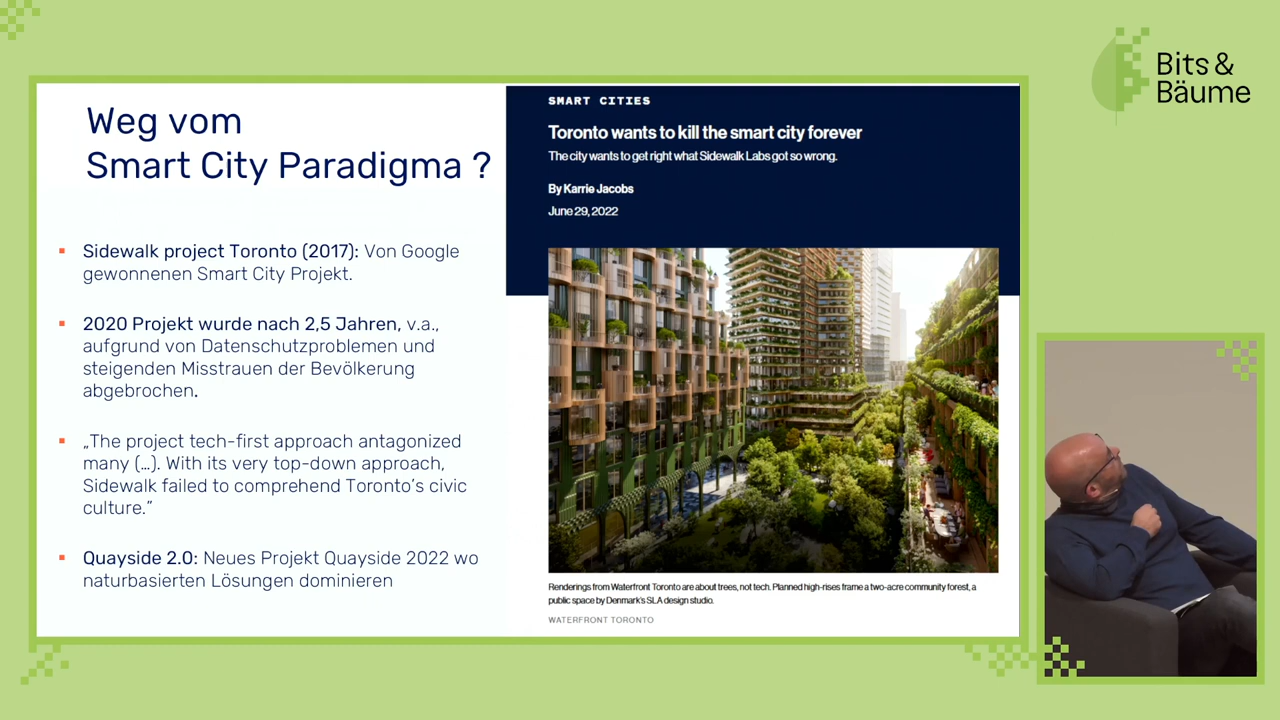 Bits &
Bäume
Weg vom
Smart City Paradigma ?
Sidewalk project Toronto (2017): Von Google
gewonnenen Smart City Projekt.
2020 Projekt wurde nach 2,5 Jahren, v.a.,
aufgrund von Datenschutzproblemen und
steigenden Misstrauen der Bevölkerung
abgebrochen.
„The project tech-first approach antagonized
many (…). With its very top-down approach,
Sidewalk failed to comprehend Toronto's civic
culture."
Quayside 2.0: Neues Projekt Quayside 2022 wo
naturbasierten Lösungen dominieren
SMART CITIES
Toronto wants to kill the smart city forever
The city wants to get right what Sidewalk Labs got so wrong.
By Karrie Jacobs
June 29, 2022
Renderings from Waterfront Toronto are about trees, not tech. Planned high-rises frame a two-acre community forest, a
public space by Denmark's SLA design studio.
WATERFRONT TORONTO